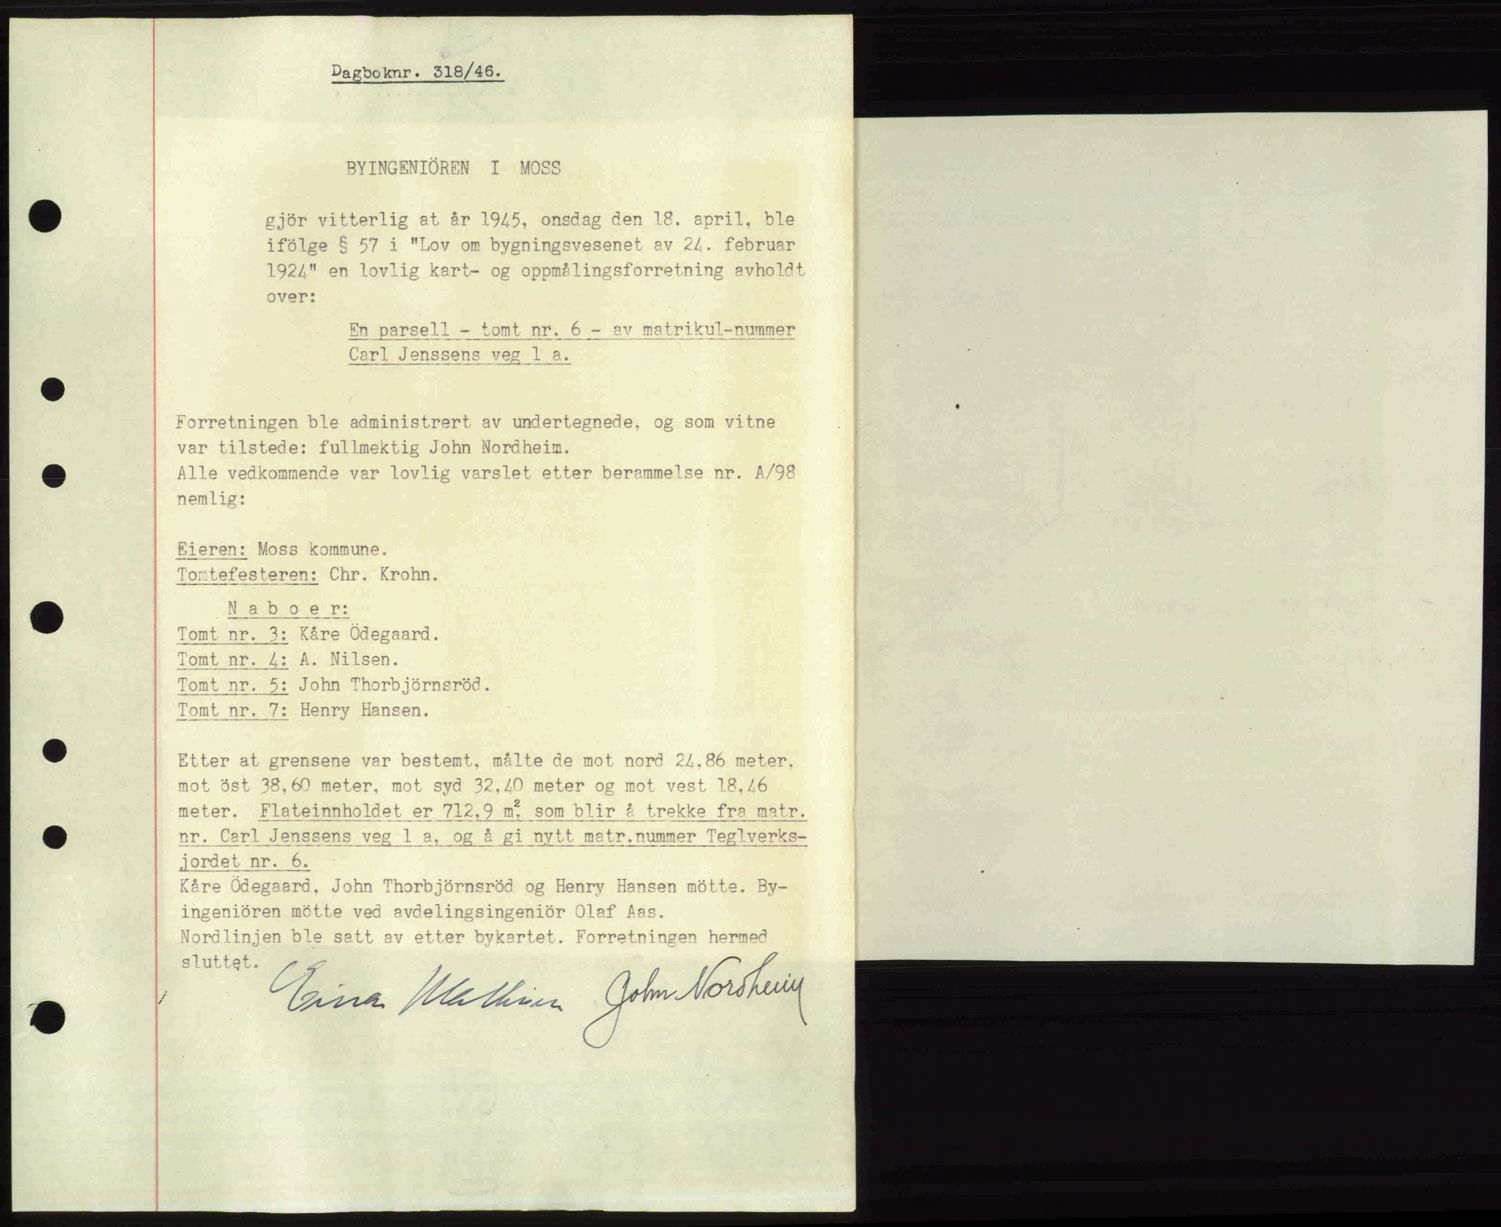 Dagboknr. 318/46.
BYINGENIÖREN I MOSS
gjör vitterlig at år 1945, onsdag den 18. april, ble
ifölge § 57 i "Lov om bygningsvesenet av 24. februar
1924" en lovlig kart- og oppmålingsforretning avholdt
over:
En parsell - tomt nr. 6 - av matrikul-nummer
Carl Jenssens veg 1 a.
Forretningen ble administrert av undertegnede, og som vitne
var tilstede: fullmektig John Nordheim.
Alle vedkommende var lovlig varslet etter berammelse nr. A/98
nemlig:
Eieren: Moss kommune.
Tomtefesteren: Chr. Krohn.
N a b o e r:
Tomt nr. 3: Kåre Ödegaard.
Tomt nr. 4: A. Nilsen.
Tomt nr. 5: John Thorbjörnsröd.
Tomt nr. 7: Henry Hansen.
Etter at grensene var bestemt, målte de mot nord 24,86 meter,
mot öst 38,60 meter, mot syd 32,40 meter og mot vest 18,46
meter. Flateinnholdet er 712,9 m². som blir å trekke fra matr.
nr. Carl Jenssens veg 1 a, og å gi nytt matr.nummer Teglverks-
jordet nr. 6.
Kåre Ödegaard, John Thorbjörnsröd og Henry Hansen mötte. By-
ingeniören mötte ved avdelingsingeniör Olaf Aas.
Nordlinjen ble satt av etter bykartet. Forretningen hermed
sluttet.
John Nordheim